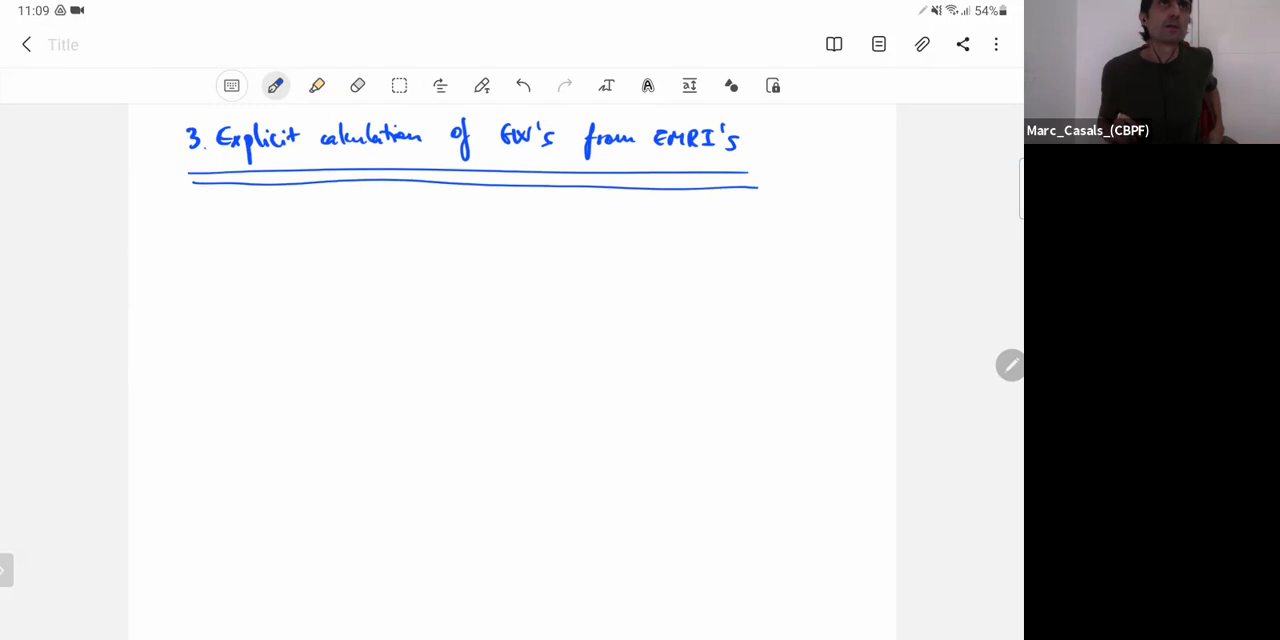 11:09
54%
Title
3. Explicit calculation of GW's from EMRI's
Marc_Casals_(CBPF)